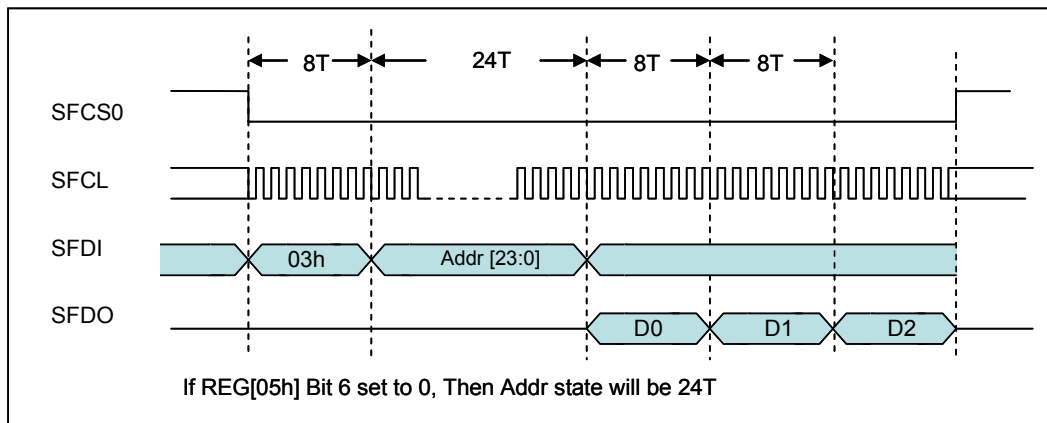 8T 24T 8T 8T
SFCS0
SFCL
SFDI 03h Addr [23:0]
SFDO D0 D1 D2
If REG[05h] Bit 6 set to 0, Then Addr state will be 24T